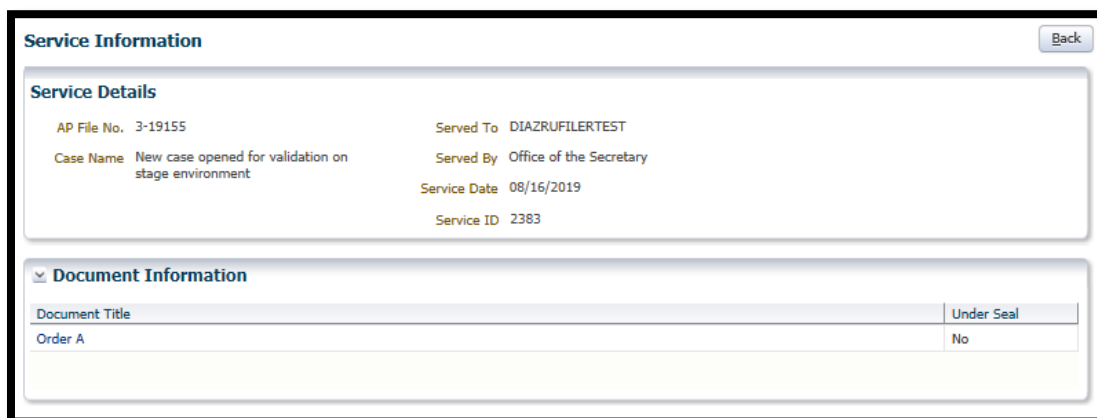 Service Information
Back
Service Details
AP File No. 3-19155
Served To DIAZRUFILERTEST
Case Name New case opened for validation on
stage environment
Served By Office of the Secretary
Service Date 08/16/2019
Service ID 2383
Document Information
Document Title Under Seal
Order A No